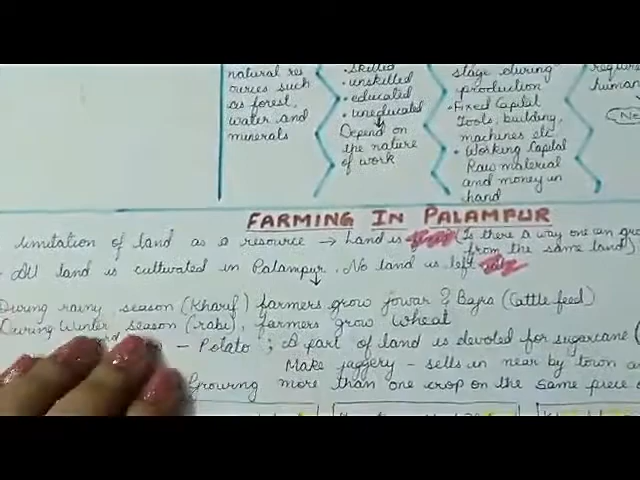 natural res
ources such
as forest,
water and
minerals
• Skilled
• unskilled
• educated
• uneducated
Depend on
the nature
of work
stage during
production
• Fixed Capital
Tools, building,
machines etc
• Working Capital
Raw material
and money in
hand
human
FARMING IN PALAMPUR
limitation of land as a resource → Land is (Is there a way one can
from the same land)
All land is cultivated in Palampur. No land is left
During rainy season (Kharif) farmers grow jowar & Bajra (Cattle feed)
During Winter season (rabi), farmers grow wheat
- Potato ; A part of land is devoted for sugarcane (
Make jaggery - sells in near by town
Growing more than one crop on the same piece